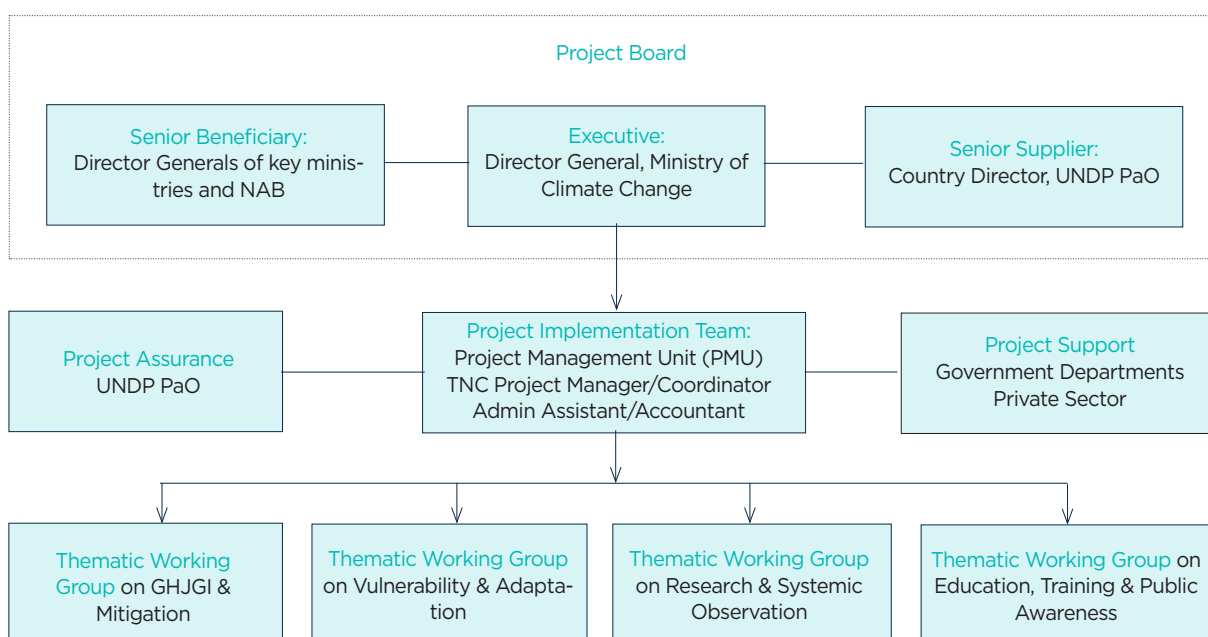 Project Board
Senior Beneficiary:
Director Generals of key minis-
tries and NAB
Executive:
Director General, Ministry of
Climate Change
Senior Supplier:
Country Director, UNDP PaO
Project Assurance
UNDP PaO
Project Implementation Team:
Project Management Unit (PMU)
TNC Project Manager/Coordinator
Admin Assistant/Accountant
Project Support
Government Departments
Private Sector
Thematic Working
Group on GHJGI &
Mitigation
Thematic Working Group
on Vulnerability & Adapta-
tion
Thematic Working Group
on Research & Systemic
Observation
Thematic Working Group on
Education, Training & Public
Awareness